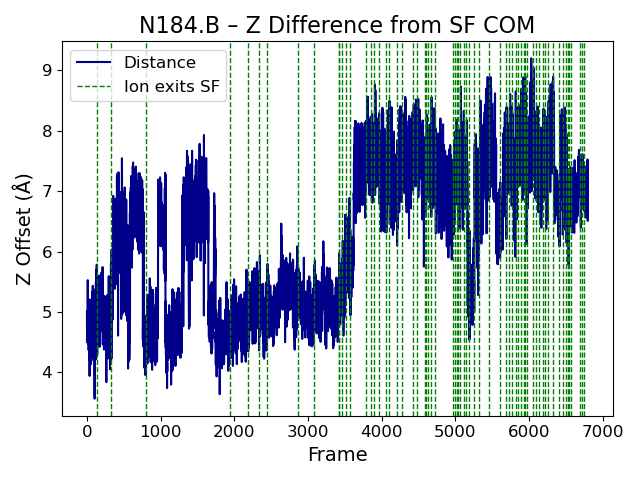 N184.B – Z Difference from SF COM
Distance
Ion exits SF
Z Offset (Å)
9
8
7
6
5
4
0 1000 2000 3000 4000 5000 6000 7000
Frame